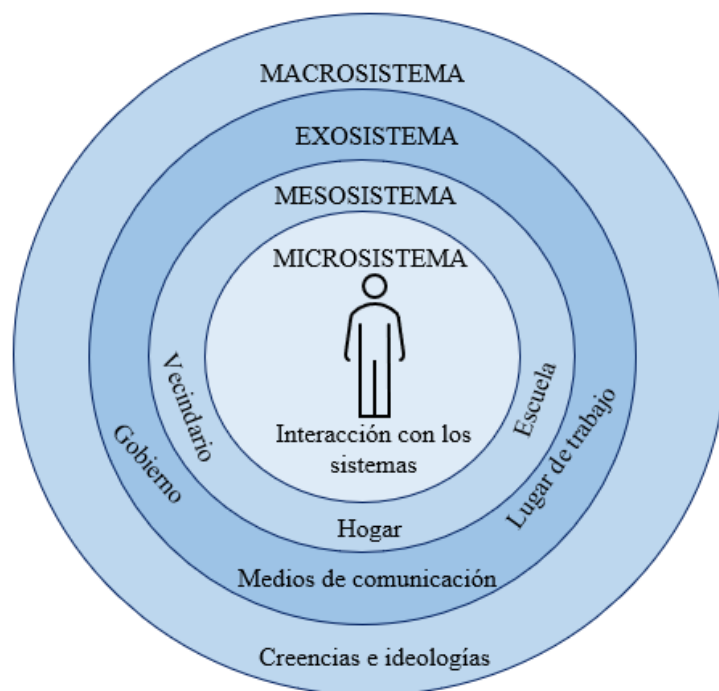 MACROSISTEMA
EXOSISTEMA
MESOSISTEMA
MICROSISTEMA
Interacción con los
sistemas
Vecindario
Escuela
Hogar
Gobierno
Lugar de trabajo
Medios de comunicación
Creencias e ideologías